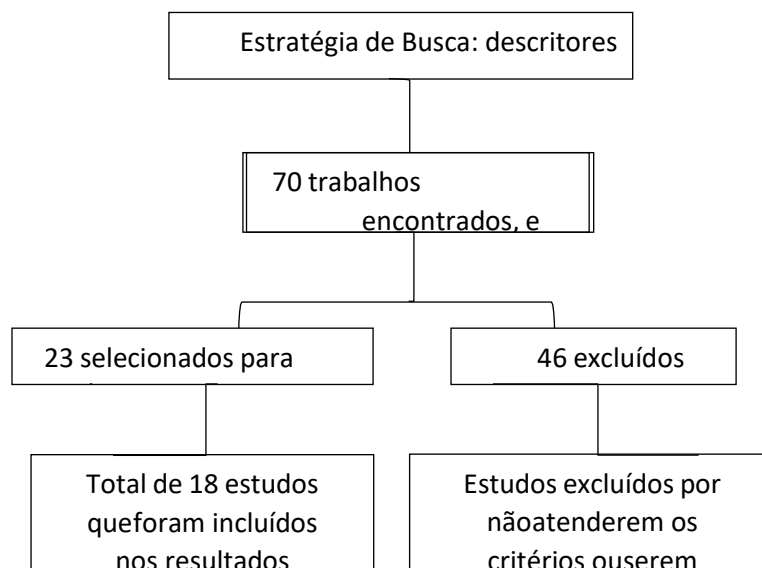 Estratégia de Busca: descritores
70 trabalhos
encontrados, e
23 selecionados para
46 excluídos
Total de 18 estudos
queforam incluídos
nos resultados
Estudos excluídos por
nãoatenderem os
critérios ouserem